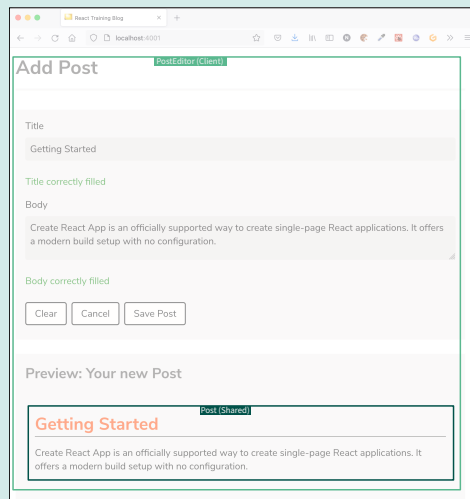 React Training Blog
localhost:4001
PostEditor (Client)
Add Post
Title
Getting Started
Title correctly filled
Body
Create React App is an officially supported way to create single-page React applications. It offers
a modern build setup with no configuration.
Body correctly filled
Clear Cancel Save Post
Preview: Your new Post
Post (Shared)
Getting Started
Create React App is an officially supported way to create single-page React applications. It
offers a modern build setup with no configuration.